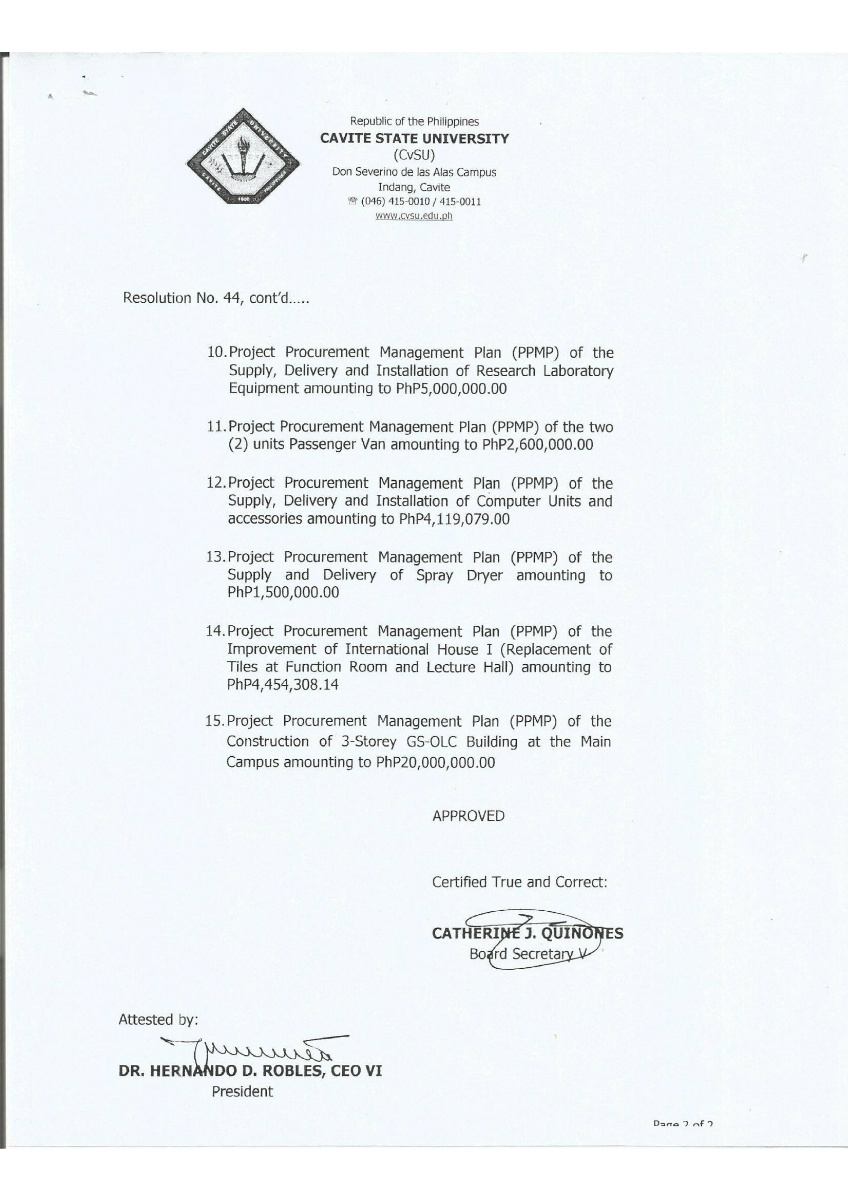 Republic of the Philippines
CAVITE STATE UNIVERSITY
(CvSU)
Don Severino de las Alas Campus
Indang, Cavite
☏ (046) 415-0010 / 415-0011
www.cvsu.edu.ph
CAVITE STATE UNIVERSITY
CAVITE PHILIPPINES
1906
Resolution No. 44, cont'd.....
10.Project Procurement Management Plan (PPMP) of the
Supply, Delivery and Installation of Research Laboratory
Equipment amounting to PhP5,000,000.00
11.Project Procurement Management Plan (PPMP) of the two
(2) units Passenger Van amounting to PhP2,600,000.00
12.Project Procurement Management Plan (PPMP) of the
Supply, Delivery and Installation of Computer Units and
accessories amounting to PhP4,119,079.00
13.Project Procurement Management Plan (PPMP) of the
Supply and Delivery of Spray Dryer amounting to
PhP1,500,000.00
14.Project Procurement Management Plan (PPMP) of the
Improvement of International House I (Replacement of
Tiles at Function Room and Lecture Hall) amounting to
PhP4,454,308.14
15.Project Procurement Management Plan (PPMP) of the
Construction of 3-Storey GS-OLC Building at the Main
Campus amounting to PhP20,000,000.00
APPROVED
Certified True and Correct:
CATHERINE J. QUIÑONES
Board Secretary V
Attested by:
DR. HERNANDO D. ROBLES, CEO VI
President
Page 2 of 2